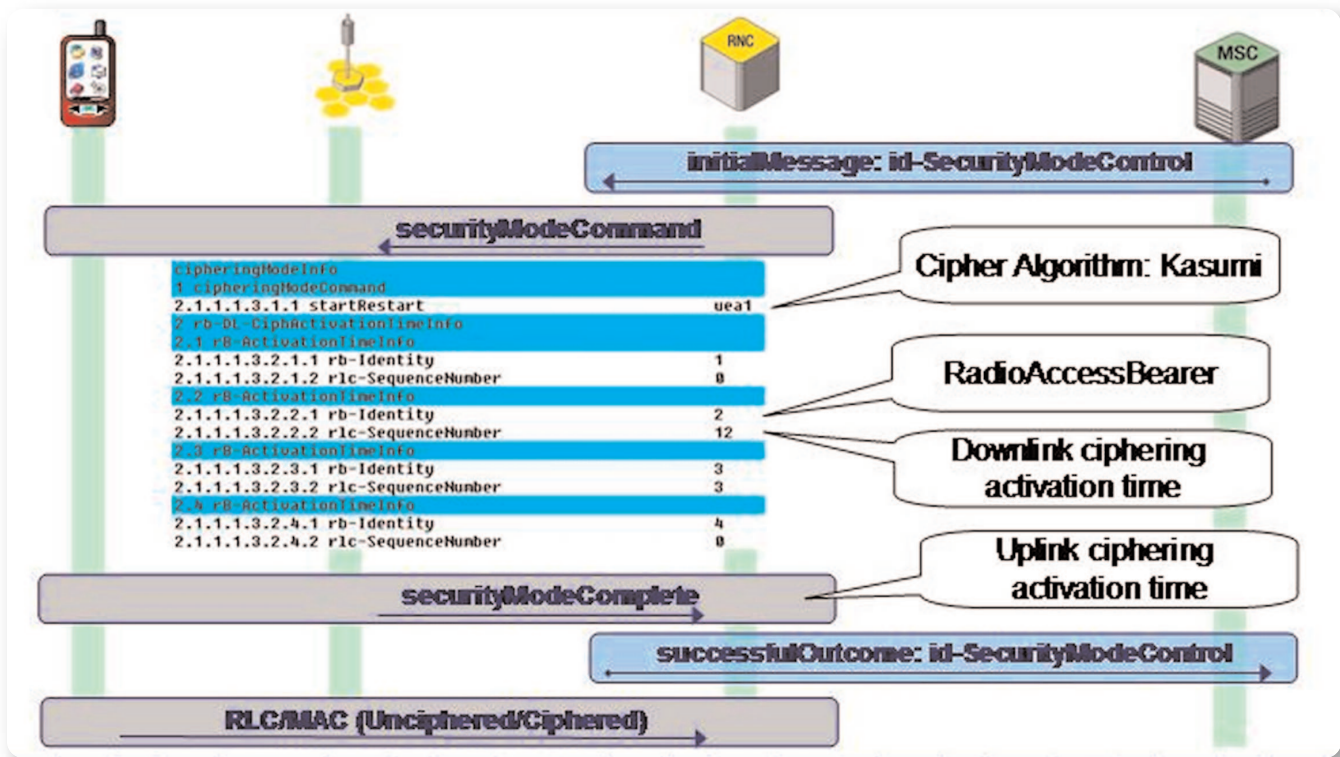 RNC
MSC
initialMessage: id-SecurityModeControl
securityModeCommand
cipheringModeInfo
1 cipheringModeCommand
2.1.1.1.3.1.1 startRestart uea1
2 rb-DL-CiphActivationTimeInfo
2.1 rB-ActivationTimeInfo
2.1.1.1.3.2.1.1 rb-Identity 1
2.1.1.1.3.2.1.2 rlc-SequenceNumber 0
2.2 rB-ActivationTimeInfo
2.1.1.1.3.2.2.1 rb-Identity 2
2.1.1.1.3.2.2.2 rlc-SequenceNumber 12
2.3 rB-ActivationTimeInfo
2.1.1.1.3.2.3.1 rb-Identity 3
2.1.1.1.3.2.3.2 rlc-SequenceNumber 3
2.4 rB-ActivationTimeInfo
2.1.1.1.3.2.4.1 rb-Identity 4
2.1.1.1.3.2.4.2 rlc-SequenceNumber 0
Cipher Algorithm: Kasumi
RadioAccessBearer
Downlink ciphering
activation time
Uplink ciphering
activation time
securityModeComplete
successfulOutcome: id-SecurityModeControl
RLC/MAC (Unciphered/Ciphered)